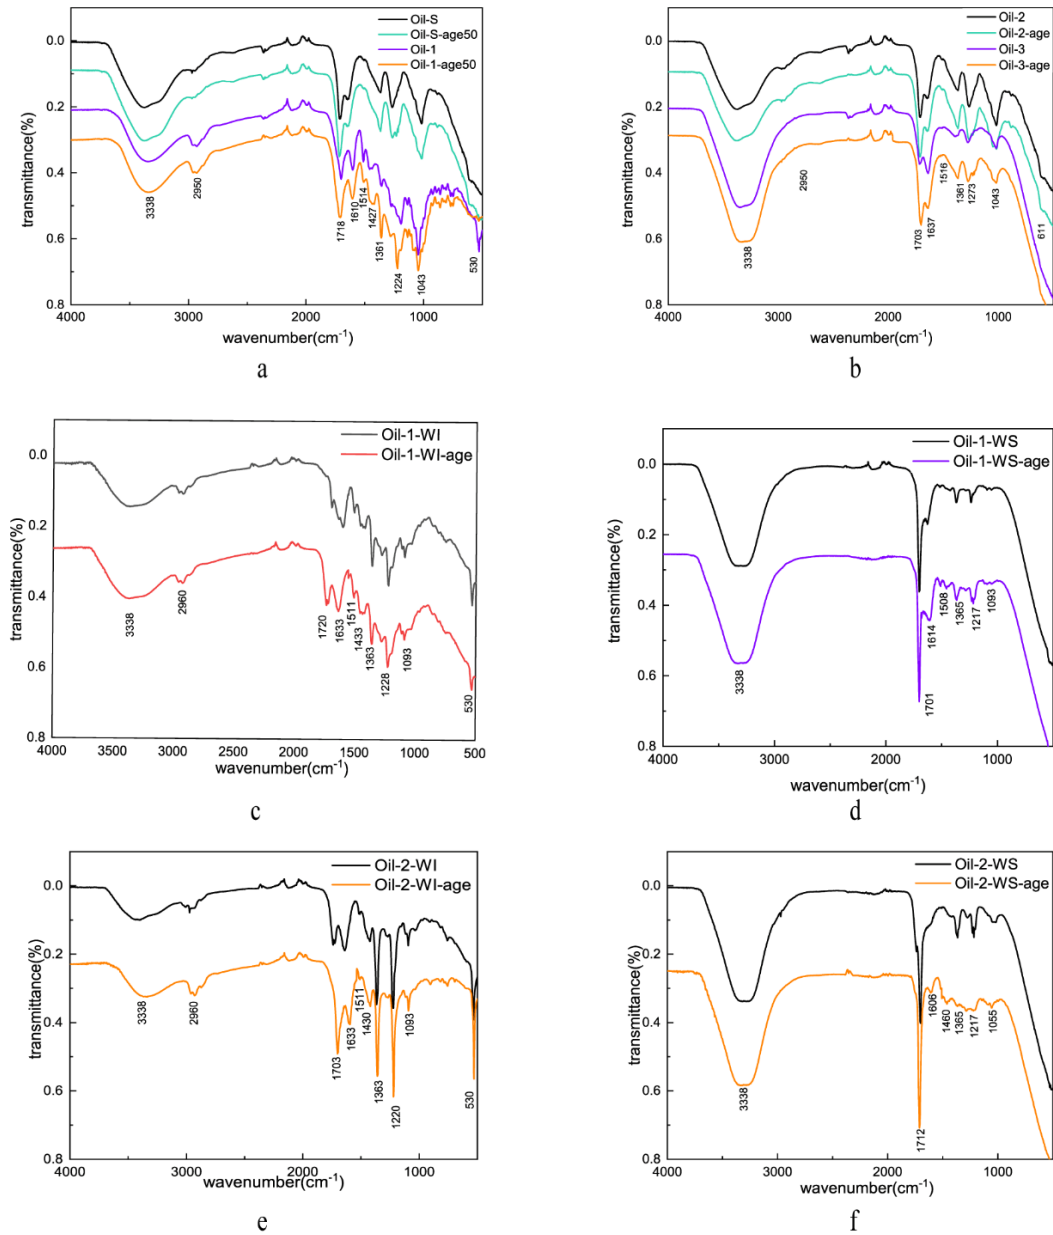 Oil-S
Oil-S-age50
Oil-1
Oil-1-age50
0.0
0.2
0.4
0.6
0.8
transmittance(%)
3338
2950
1718
1610
1514
1427
1361
1224
1043
530
4000 3000 2000 1000
wavenumber(cm-1)
a
Oil-2
Oil-2-age
Oil-3
Oil-3-age
0.0
0.2
0.4
0.6
0.8
transmittance(%)
3338
2950
1703
1637
1516
1361
1273
1043
611
4000 3000 2000 1000
wavenumber(cm-1)
b
Oil-1-WI
Oil-1-WI-age
0.0
0.2
0.4
0.6
0.8
transmittance(%)
3338
2960
1720
1633
1511
1433
1363
1228
1093
530
4000 3500 3000 2500 2000 1500 1000 500
wavenumber(cm-1)
c
Oil-1-WS
Oil-1-WS-age
0.0
0.2
0.4
0.6
0.8
transmittance(%)
3338
1701
1614
1508
1365
1217
1093
4000 3000 2000 1000
wavenumber(cm-1)
d
Oil-2-WI
Oil-2-WI-age
0.0
0.2
0.4
0.6
0.8
transmittance(%)
3338
2960
1703
1633
1511
1430
1363
1220
1093
530
4000 3000 2000 1000
wavenumber(cm-1)
e
Oil-2-WS
Oil-2-WS-age
0.0
0.2
0.4
0.6
0.8
transmittance(%)
3338
1712
1606
1460
1365
1217
1055
4000 3000 2000 1000
wavenumber(cm-1)
f